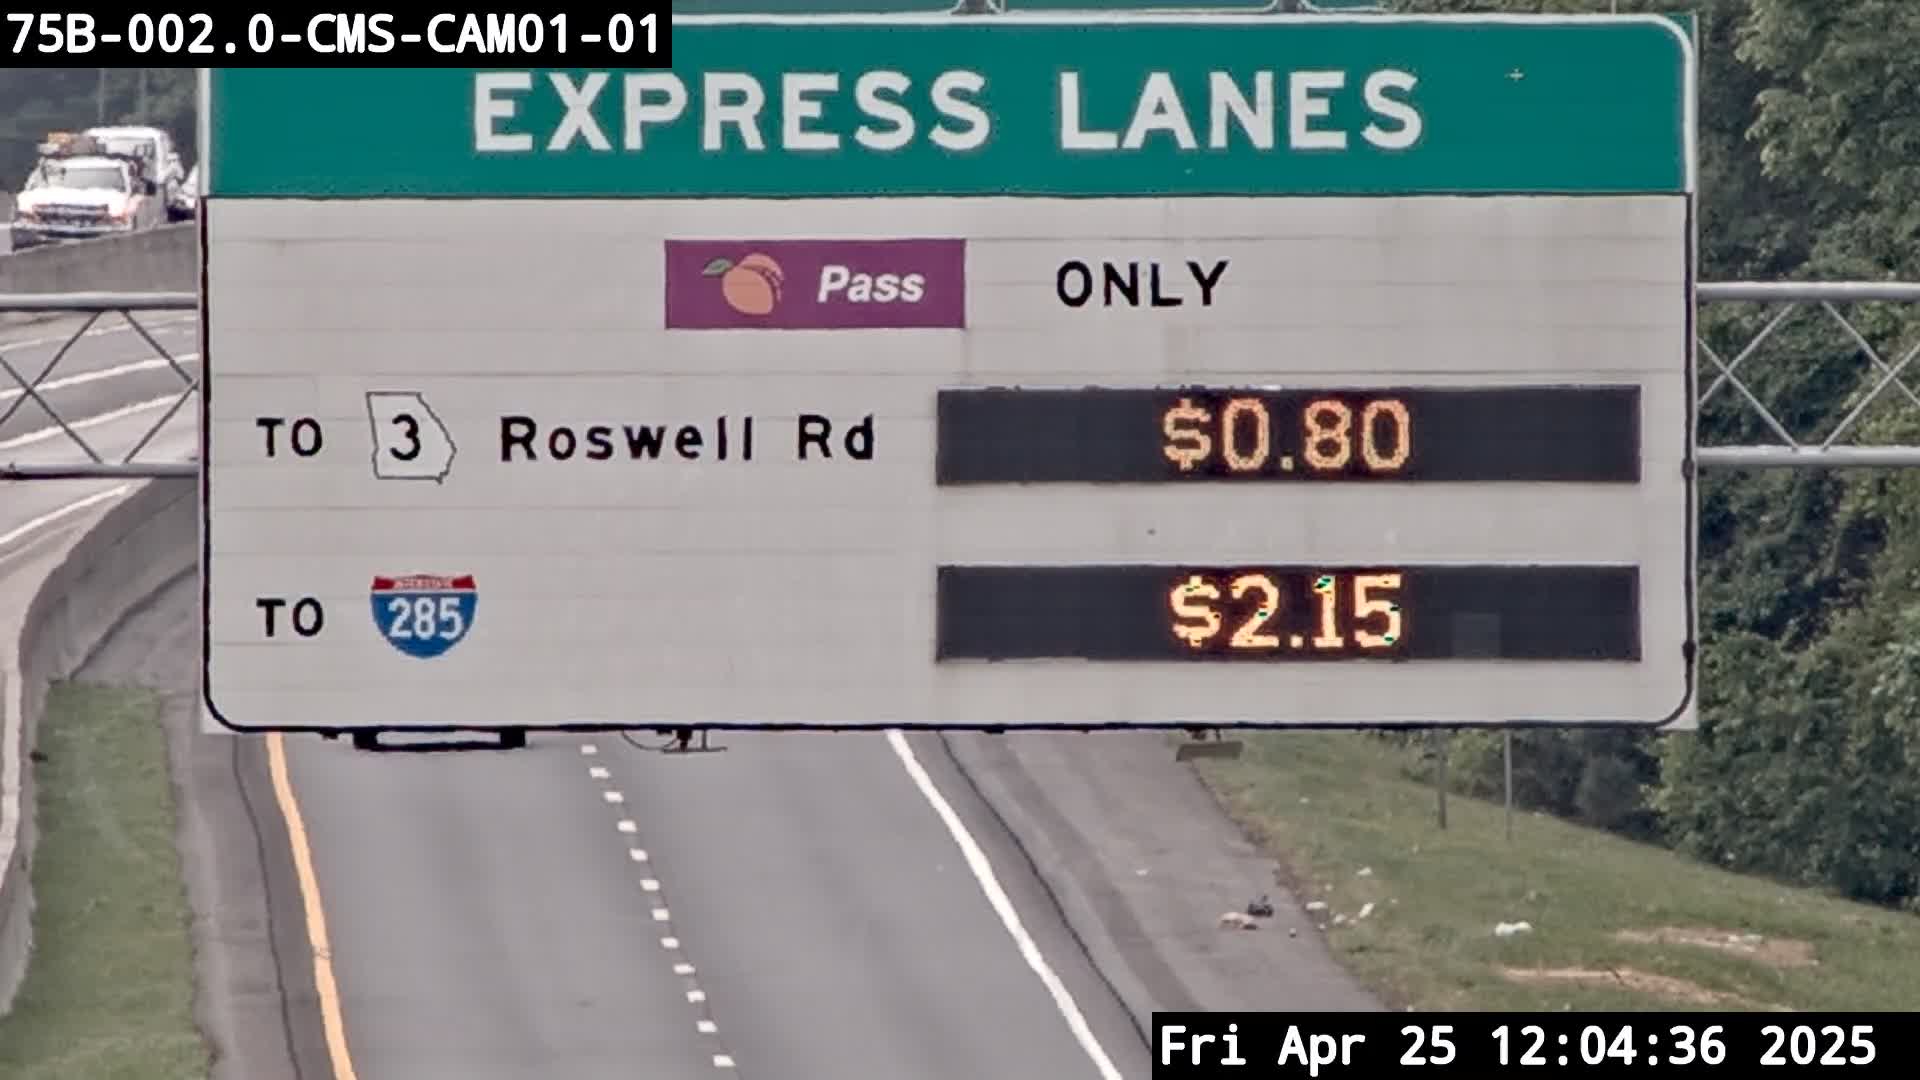 75B-002.0-CMS-CAM01-01
EXPRESS LANES
Pass ONLY
TO 3 Roswell Rd $0.80
INTERSTATE
TO 285 $2.15
Fri Apr 25 12:04:36 2025